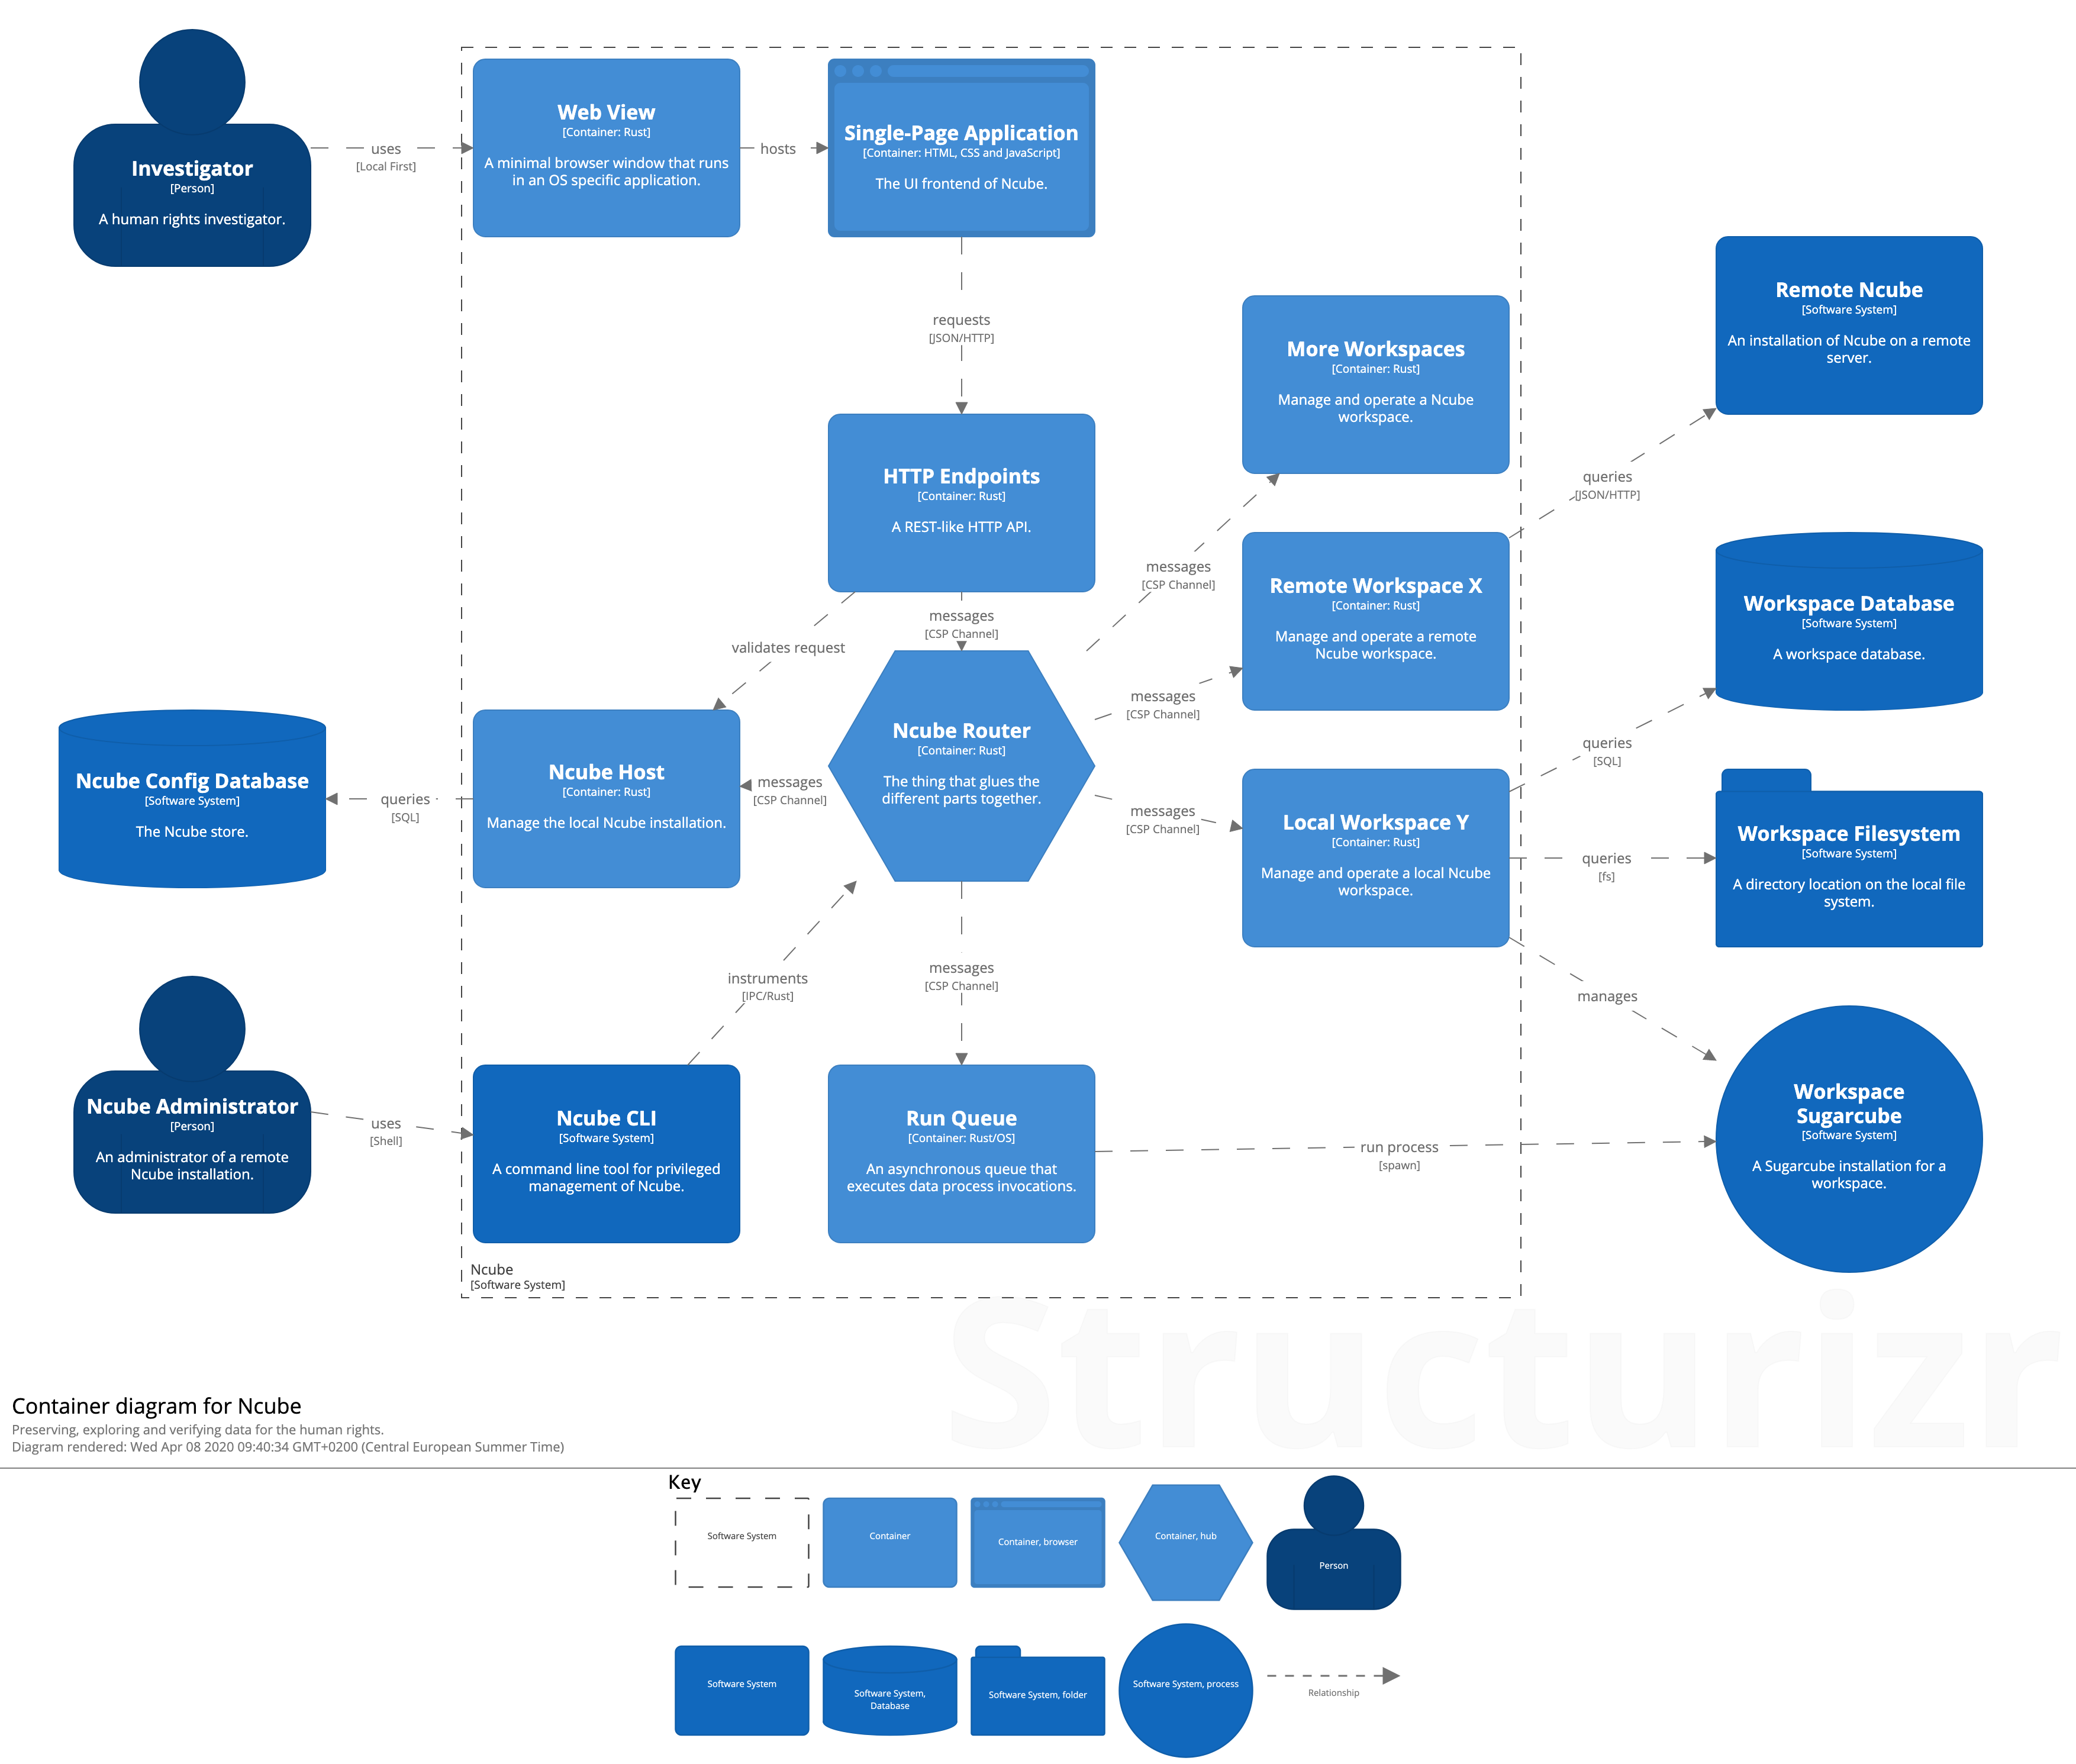 Investigator
[Person]
A human rights investigator.
uses
[Local First]
Web View
[Container: Rust]
A minimal browser window that runs
in an OS specific application.
hosts
Single-Page Application
[Container: HTML, CSS and JavaScript]
The UI frontend of Ncube.
requests
[JSON/HTTP]
HTTP Endpoints
[Container: Rust]
A REST-like HTTP API.
More Workspaces
[Container: Rust]
Manage and operate a Ncube
workspace.
Remote Ncube
[Software System]
An installation of Ncube on a remote
server.
queries
[JSON/HTTP]
messages
[CSP Channel]
messages
[CSP Channel]
validates request
Remote Workspace X
[Container: Rust]
Manage and operate a remote
Ncube workspace.
Workspace Database
[Software System]
A workspace database.
messages
[CSP Channel]
Ncube Router
[Container: Rust]
The thing that glues the
different parts together.
Ncube Config Database
[Software System]
The Ncube store.
queries
[SQL]
Ncube Host
[Container: Rust]
Manage the local Ncube installation.
messages
[CSP Channel]
messages
[CSP Channel]
Local Workspace Y
[Container: Rust]
Manage and operate a local Ncube
workspace.
queries
[SQL]
queries
[fs]
Workspace Filesystem
[Software System]
A directory location on the local file
system.
instruments
[IPC/Rust]
messages
[CSP Channel]
manages
Ncube Administrator
[Person]
An administrator of a remote
Ncube installation.
uses
[Shell]
Ncube CLI
[Software System]
A command line tool for privileged
management of Ncube.
Run Queue
[Container: Rust/OS]
An asynchronous queue that
executes data process invocations.
run process
[spawn]
Workspace
Sugarcube
[Software System]
A Sugarcube installation for a
workspace.
Ncube
[Software System]
Structurizr
Container diagram for Ncube
Preserving, exploring and verifying data for the human rights.
Diagram rendered: Wed Apr 08 2020 09:40:34 GMT+0200 (Central European Summer Time)
Key
Software System
Container
Container, browser
Container, hub
Person
Software System
Software System,
Database
Software System, folder
Software System, process
Relationship